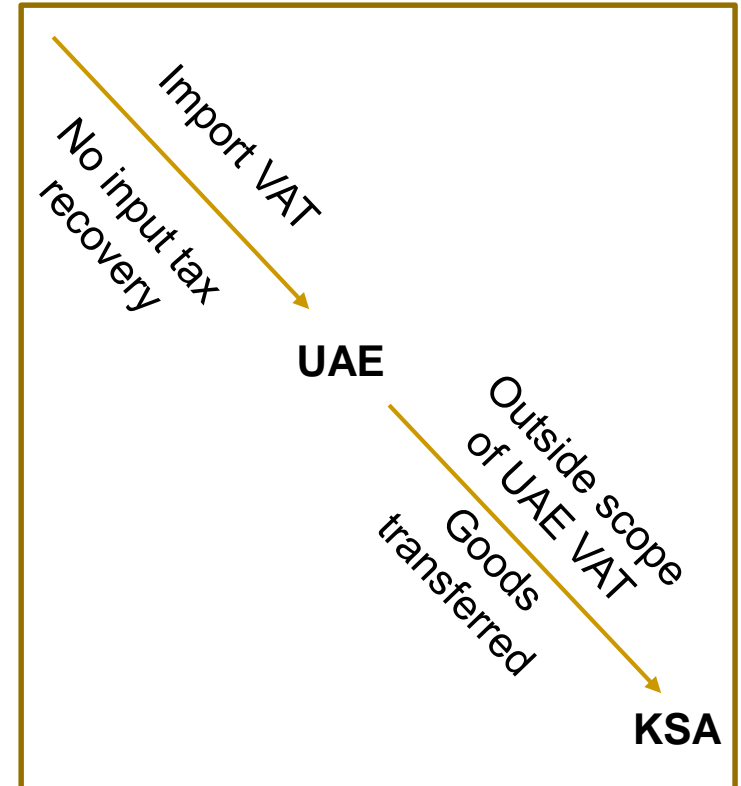 Import VAT
No input tax
recovery
UAE
Outside scope
of UAE VAT
Goods
transferred
KSA